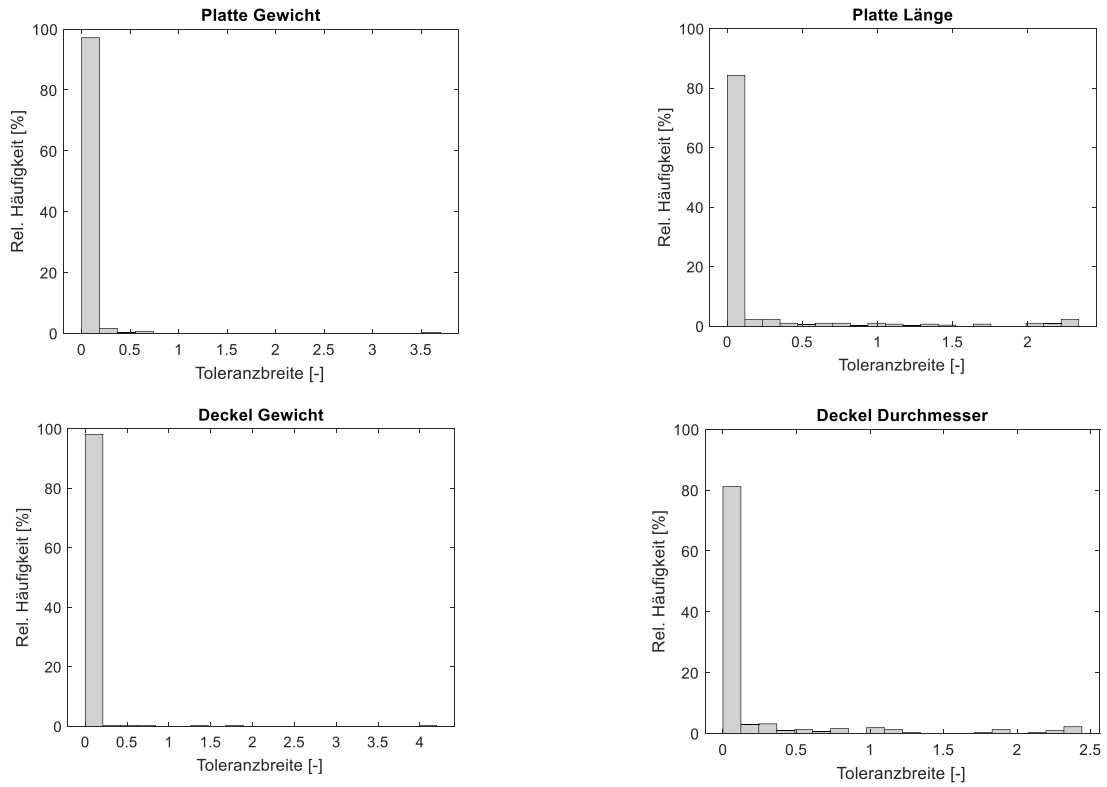 Platte Gewicht
100
80
60
40
20
0
Rel. Häufigkeit [%]
0 0.5 1 1.5 2 2.5 3 3.5
Toleranzbreite [-]
Platte Länge
100
80
60
40
20
0
Rel. Häufigkeit [%]
0 0.5 1 1.5 2
Toleranzbreite [-]
Deckel Gewicht
100
80
60
40
20
0
Rel. Häufigkeit [%]
0 0.5 1 1.5 2 2.5 3 3.5 4
Toleranzbreite [-]
Deckel Durchmesser
100
80
60
40
20
0
Rel. Häufigkeit [%]
0 0.5 1 1.5 2 2.5
Toleranzbreite [-]